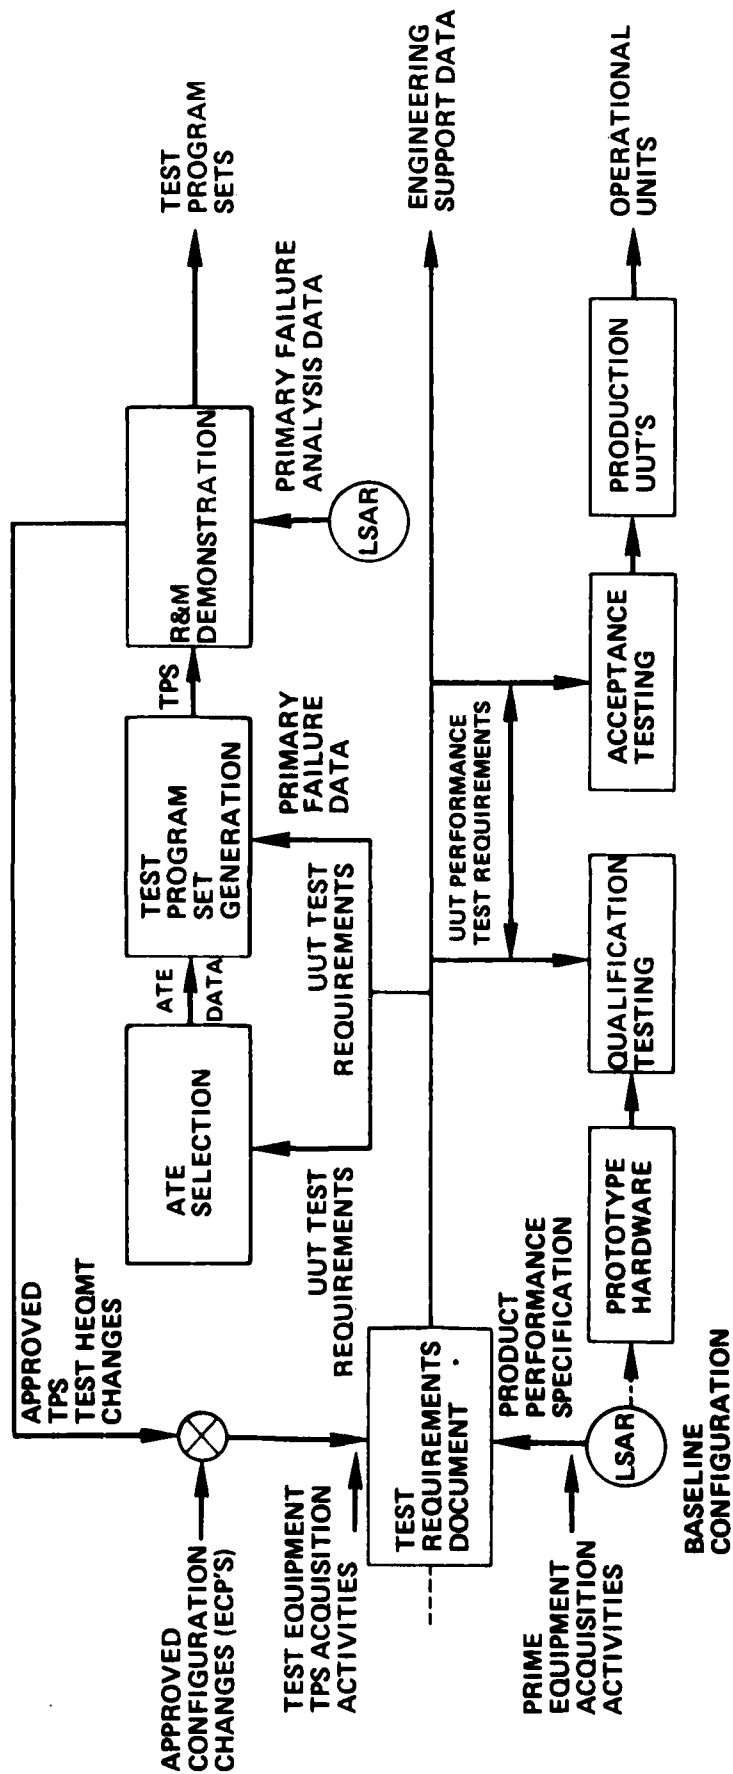 APPROVED
TPS
TEST HEQMT
CHANGES
APPROVED
CONFIGURATION
CHANGES (ECP'S)
ATE
SELECTION
ATE
DATA
TEST
PROGRAM
SET
GENERATION
TPS
R&M
DEMONSTRATION
TEST
PROGRAM
SETS
PRIMARY FAILURE
ANALYSIS DATA
LSAR
PRIMARY
FAILURE
DATA
UUT TEST
REQUIREMENTS
UUT TEST
REQUIREMENTS
TEST EQUIPMENT
TPS ACQUISITION
ACTIVITIES
TEST
REQUIREMENTS
DOCUMENT
ENGINEERING
SUPPORT DATA
UUT PERFORMANCE
TEST REQUIREMENTS
PRODUCT
PERFORMANCE
SPECIFICATION
PRIME
EQUIPMENT
ACQUISITION
ACTIVITIES
LSAR
PROTOTYPE
HARDWARE
QUALIFICATION
TESTING
ACCEPTANCE
TESTING
PRODUCTION
UUT'S
OPERATIONAL
UNITS
BASELINE
CONFIGURATION